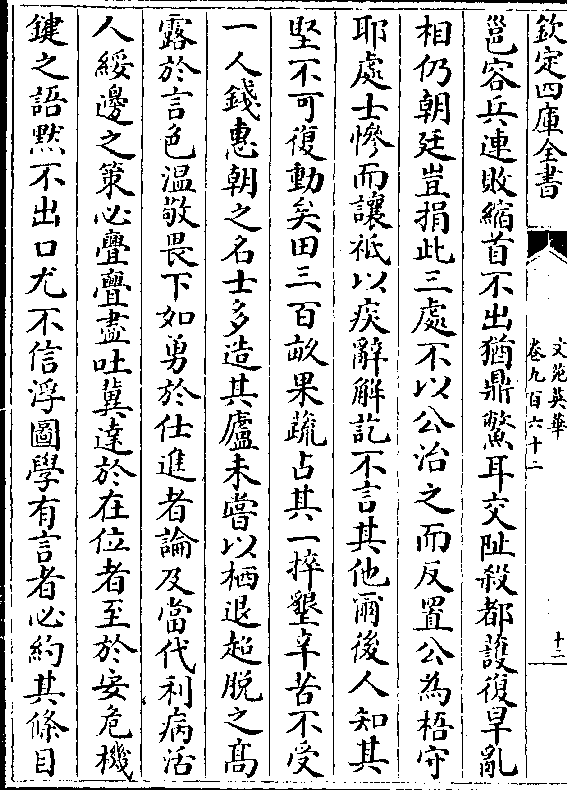 欽定四庫全書
文苑英華
卷九百六十二
十二
邕容兵連敗縮首不出猶鼎鱉耳交阯殺都䕶復早亂
相仍朝廷豈捐此三處不以公治之而反置公為梧守
耶處士慘而讓祗以疾辭解訖不言其他爾後人知其
堅不可復動矣田三百畝果蔬占其一捽墾辛苦不受
一人錢惠朝之名士多造其廬未嘗以栖退超脱之髙
露於言色溫敬畏下如勇於仕進者論及當代利病活
人綏邊之策必亹亹盡吐冀達於在位者至於安危機
鍵之語黙不出口尤不信浮圖學有言者必約其條目